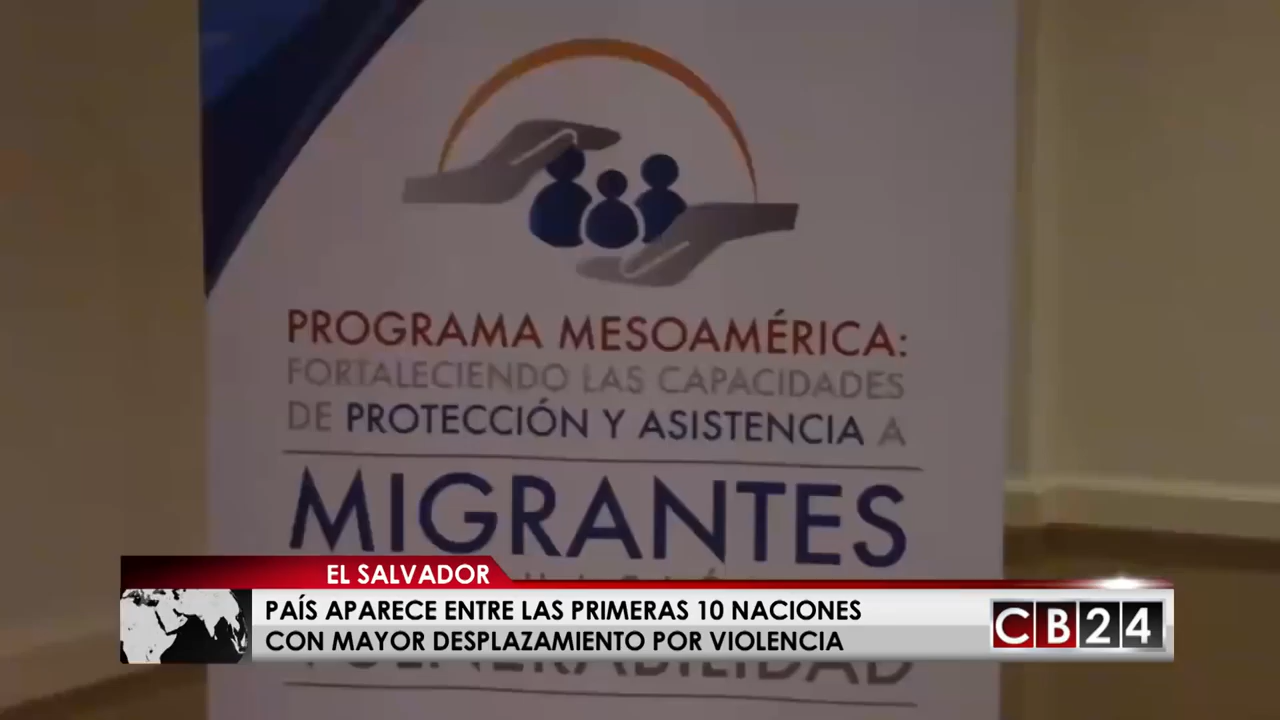 PROGRAMA MESOAMÉRICA:
FORTALECIENDO LAS CAPACIDADES
DE PROTECCIÓN Y ASISTENCIA A
MIGRANTES
VULNERABILIDAD
EL SALVADOR
PAÍS APARECE ENTRE LAS PRIMERAS 10 NACIONES
CON MAYOR DESPLAZAMIENTO POR VIOLENCIA
CB24